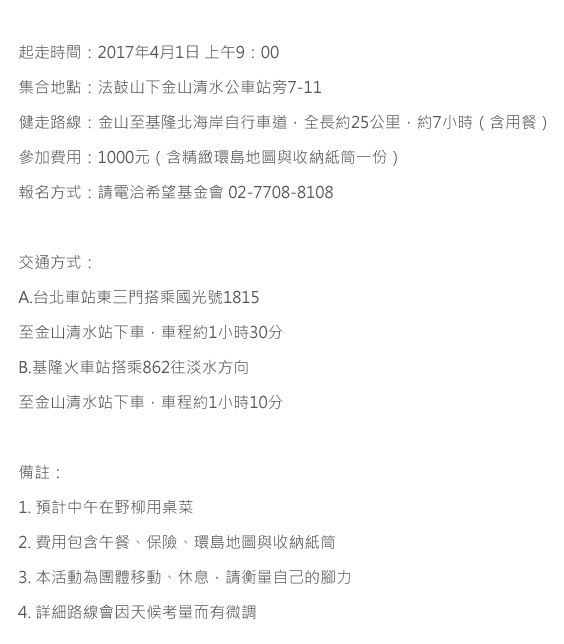 起走時間：2017年4月1日 上午9：00
集合地點：法鼓山下金山清水公車站旁7-11
健走路線：金山至基隆北海岸自行車道，全長約25公里，約7小時（含用餐）
參加費用：1000元（含精緻環島地圖與收納紙筒一份）
報名方式：請電洽希望基金會 02-7708-8108
交通方式：
A.台北車站東三門搭乘國光號1815
至金山清水站下車，車程約1小時30分
B.基隆火車站搭乘862往淡水方向
至金山清水站下車，車程約1小時10分
備註：
1. 預計中午在野柳用桌菜
2. 費用包含午餐、保險、環島地圖與收納紙筒
3. 本活動為團體移動、休息，請衡量自己的腳力
4. 詳細路線會因天候考量而有微調